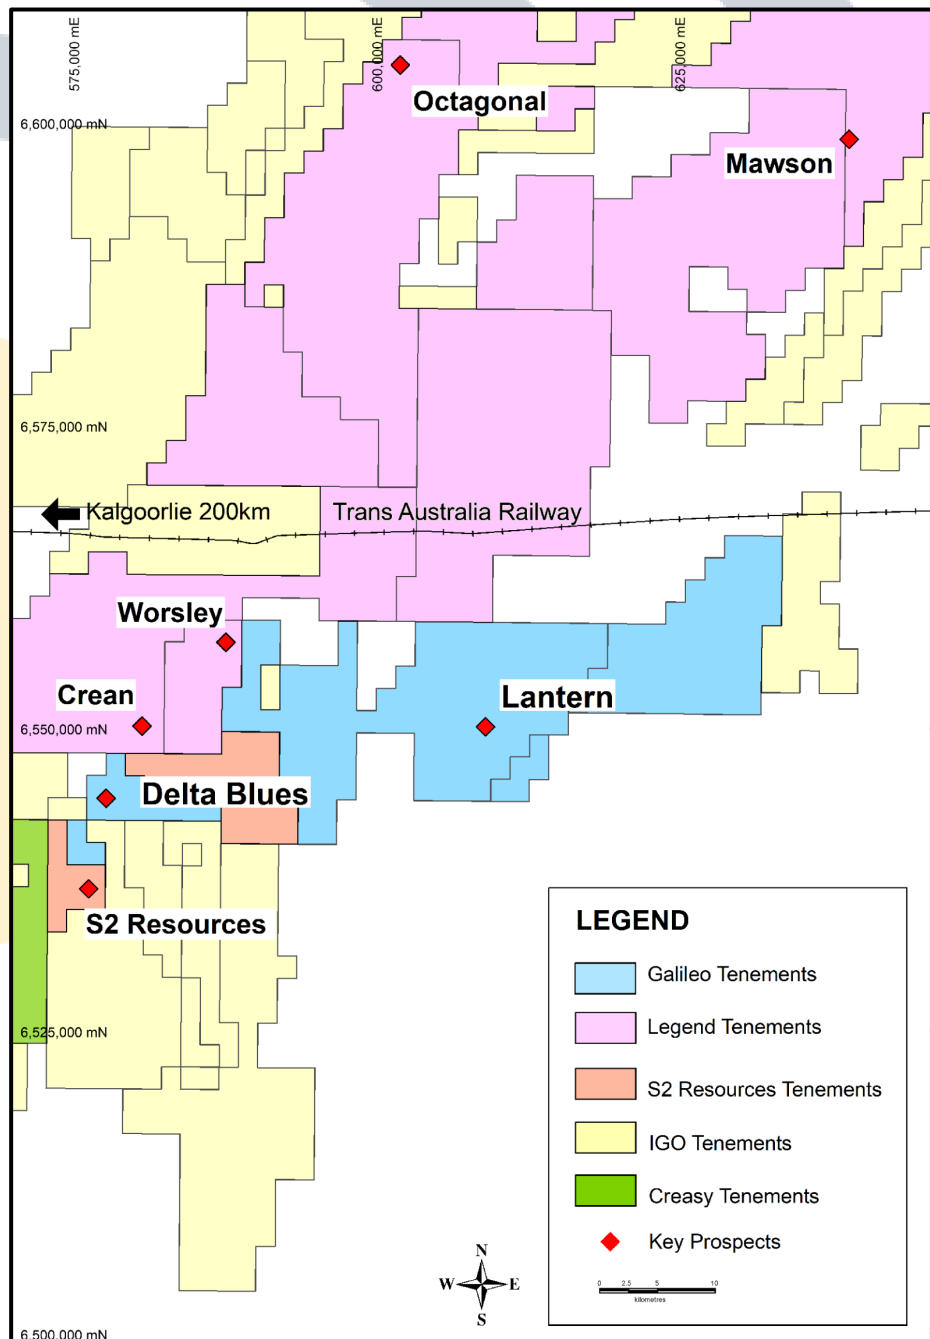 575,000 mE
600,000 mE
625,000 mE
Octagonal
6,600,000 mN
Mawson
6,575,000 mN
Kalgoorlie 200km
Trans Australia Railway
Worsley
Crean
Lantern
6,550,000 mN
Delta Blues
S2 Resources
LEGEND
Galileo Tenements
Legend Tenements
S2 Resources Tenements
IGO Tenements
Creasy Tenements
Key Prospects
6,525,000 mN
N
W E
S
0 2.5 5 10
kilometres
6,500,000 mN